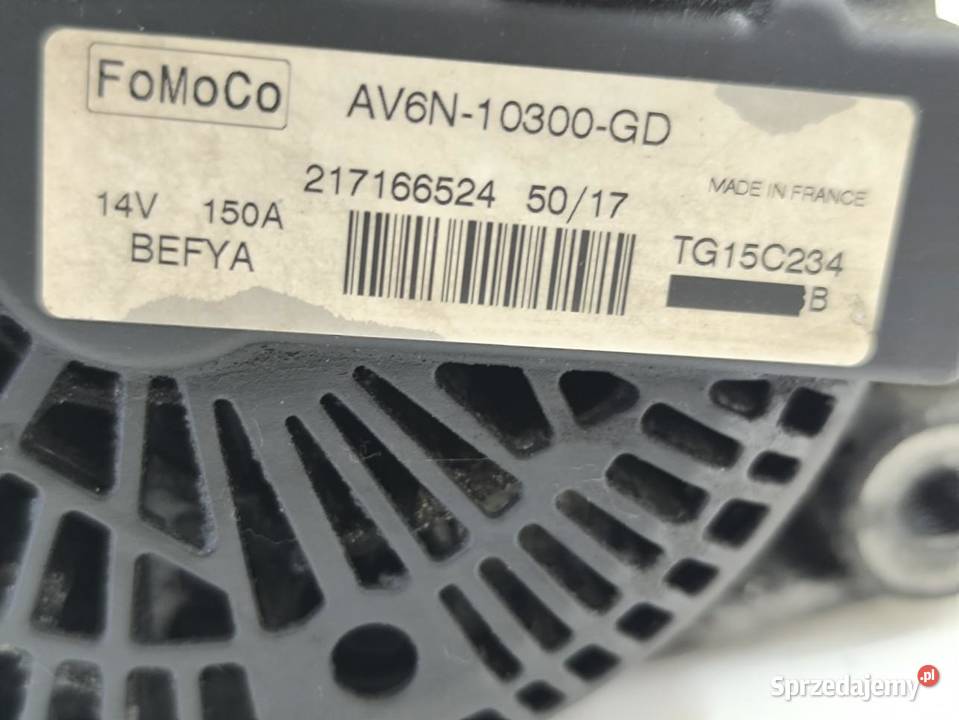 FoMoCo AV6N-10300-GD
217166524 50/17 MADE IN FRANCE
14V 150A
BEFYA TG15C234
B
Sprzedajemy.pl